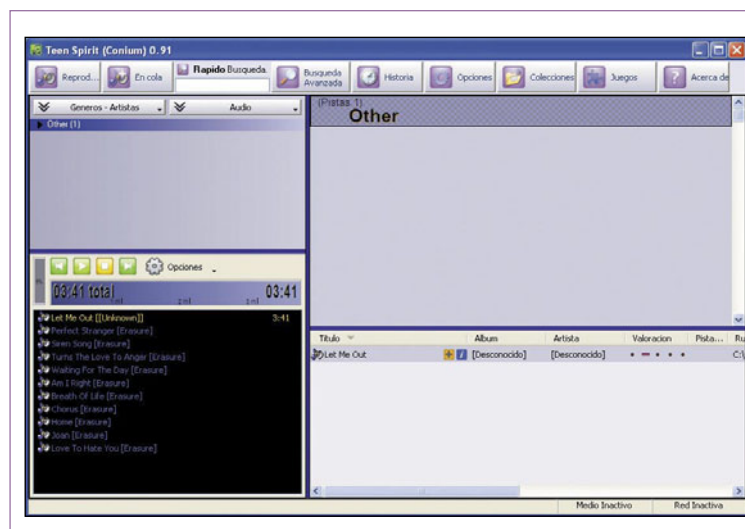 Teen Spirit (Conium) 0.91
Reprod... En cola Rapido Busqueda. Busqueda Avanzada Historia Opciones Colecciones Juegos Acerca de
Generos - Artistas Audio
Other (1)
(Pistas 1)
Other
Opciones
03:41 total 03:41
Let Me Out [[Unknown]] 3:41
Perfect Stranger [Erasure]
Siren Song [Erasure]
Turns The Love To Anger [Erasure]
Waiting For The Day [Erasure]
Am I Right [Erasure]
Breath Of Life [Erasure]
Chorus [Erasure]
Home [Erasure]
Joan [Erasure]
Love To Hate You [Erasure]
Titulo Album Artista Valoracion Pista... Ru
Let Me Out [Desconocido] [Desconocido] C:\
Medio Inactivo Red Inactiva